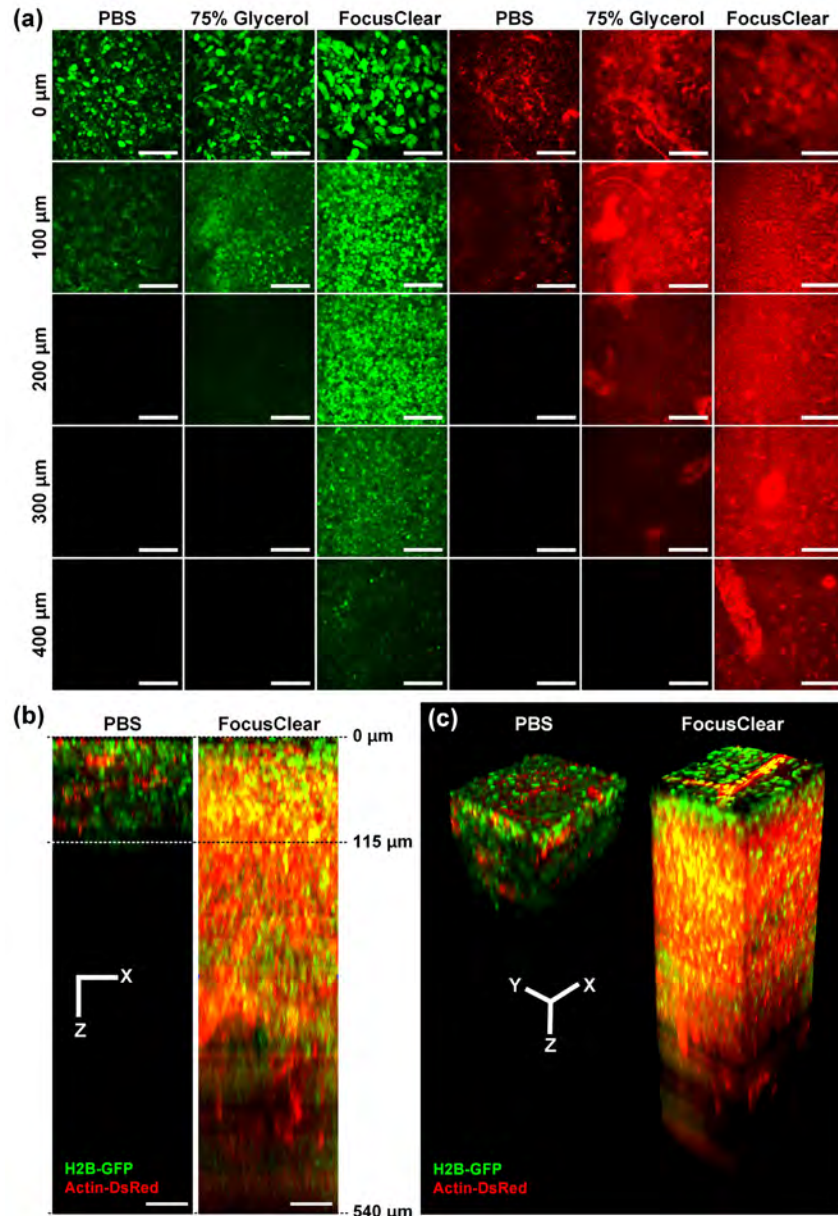 (a)
PBS 75% Glycerol FocusClear PBS 75% Glycerol FocusClear
0 µm
100 µm
200 µm
300 µm
400 µm
(b)
PBS FocusClear
0 µm
115 µm
X
Z
H2B-GFP
Actin-DsRed
540 µm
(c)
PBS FocusClear
Y X
Z
H2B-GFP
Actin-DsRed